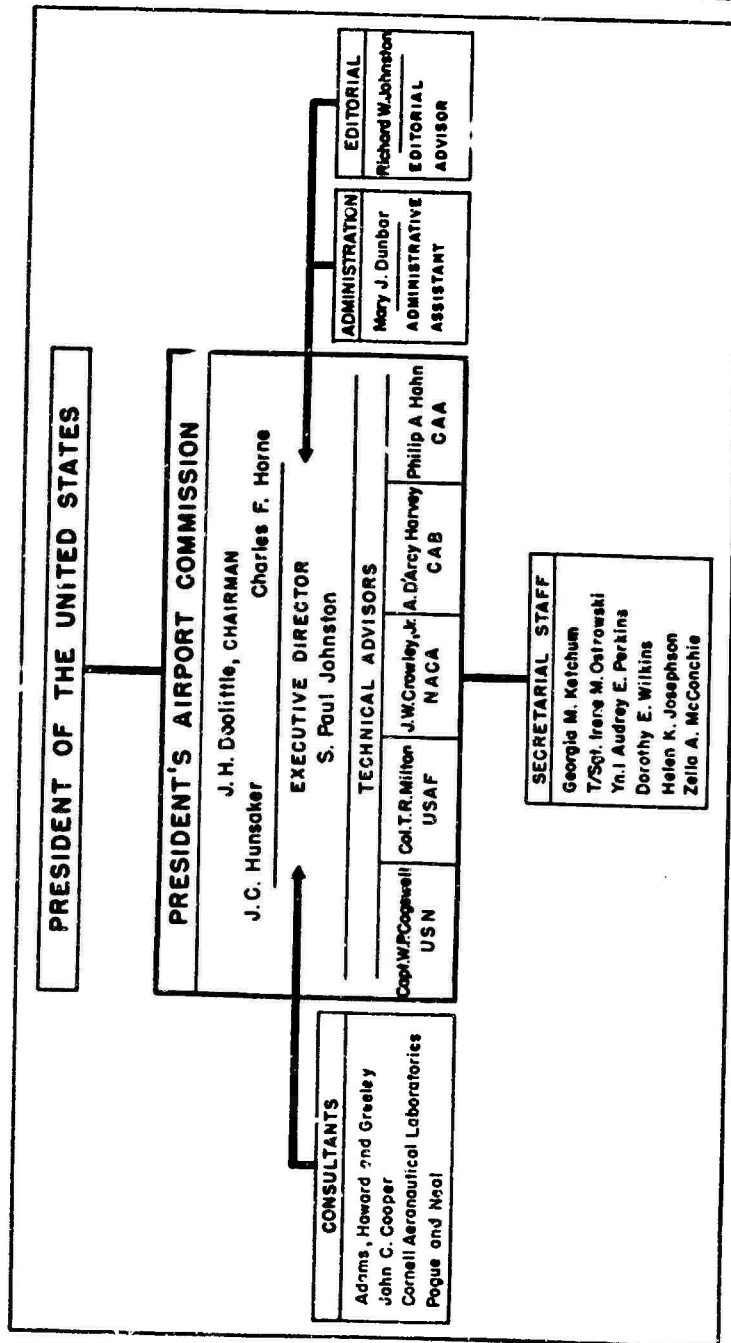 PRESIDENT OF THE UNITED STATES
PRESIDENT'S AIRPORT COMMISSION
J.H. Doolittle, CHAIRMAN
J.C. Hunsaker Charles F. Horne
EXECUTIVE DIRECTOR
S. Paul Johnston
TECHNICAL ADVISORS
Capt. W.P. Cogswell
USN
Col. T.R. Milton
USAF
J.W. Crowley, Jr.
NACA
A. D'Arcy Harvey
CAB
Philip A. Hahn
CAA
CONSULTANTS
Adams, Howard and Greeley
John C. Cooper
Cornell Aeronautical Laboratories
Pogue and Neal
ADMINISTRATION
Mary J. Dunbar
ADMINISTRATIVE
ASSISTANT
EDITORIAL
Richard W. Johnston
EDITORIAL
ADVISOR
SECRETARIAL STAFF
Georgia M. Ketchum
T/Sgt. Irene M. Ostrowski
Yn.1 Audrey E. Perkins
Dorothy E. Wilkins
Helen K. Josephson
Zella A. McConchie